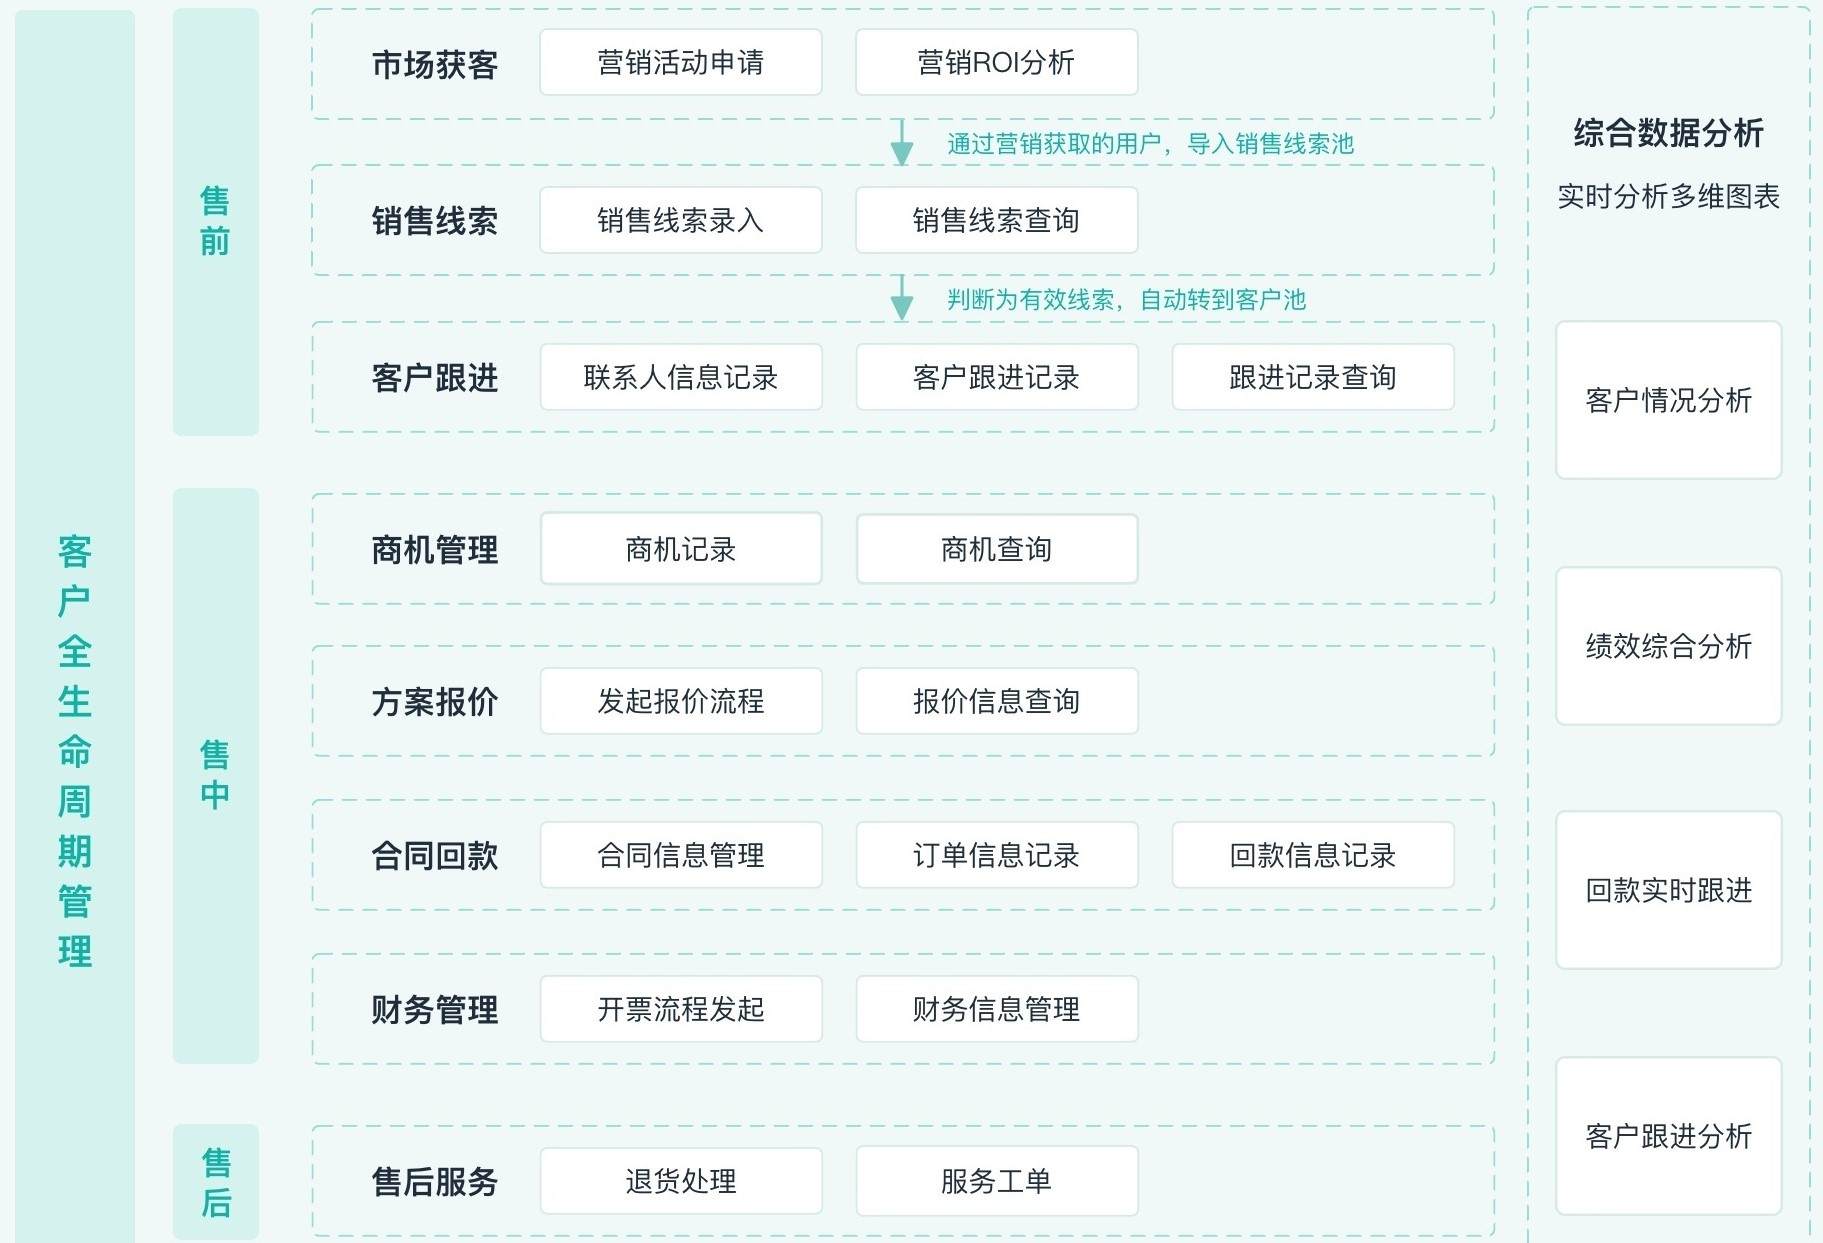 客户全生命周期管理
售前
市场获客
营销活动申请
营销ROI分析
通过营销获取的用户，导入销售线索池
销售线索
销售线索录入
销售线索查询
判断为有效线索，自动转到客户池
客户跟进
联系人信息记录
客户跟进记录
跟进记录查询
售中
商机管理
商机记录
商机查询
方案报价
发起报价流程
报价信息查询
合同回款
合同信息管理
订单信息记录
回款信息记录
财务管理
开票流程发起
财务信息管理
售后
售后服务
退货处理
服务工单
综合数据分析
实时分析多维图表
客户情况分析
绩效综合分析
回款实时跟进
客户跟进分析